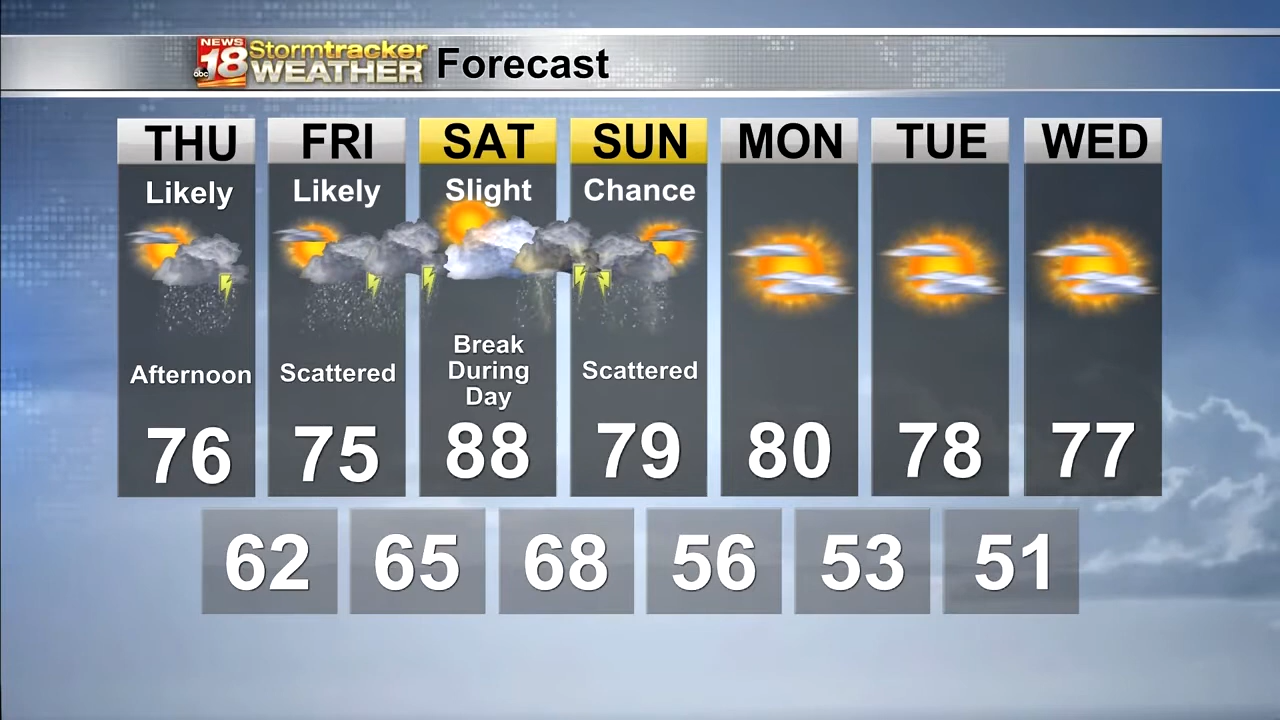 NEWS
abc 18
Stormtracker
WEATHER
Forecast
THU FRI SAT SUN MON TUE WED
Likely Likely Slight Chance
Afternoon Scattered Break During Day Scattered
76 75 88 79 80 78 77
62 65 68 56 53 51